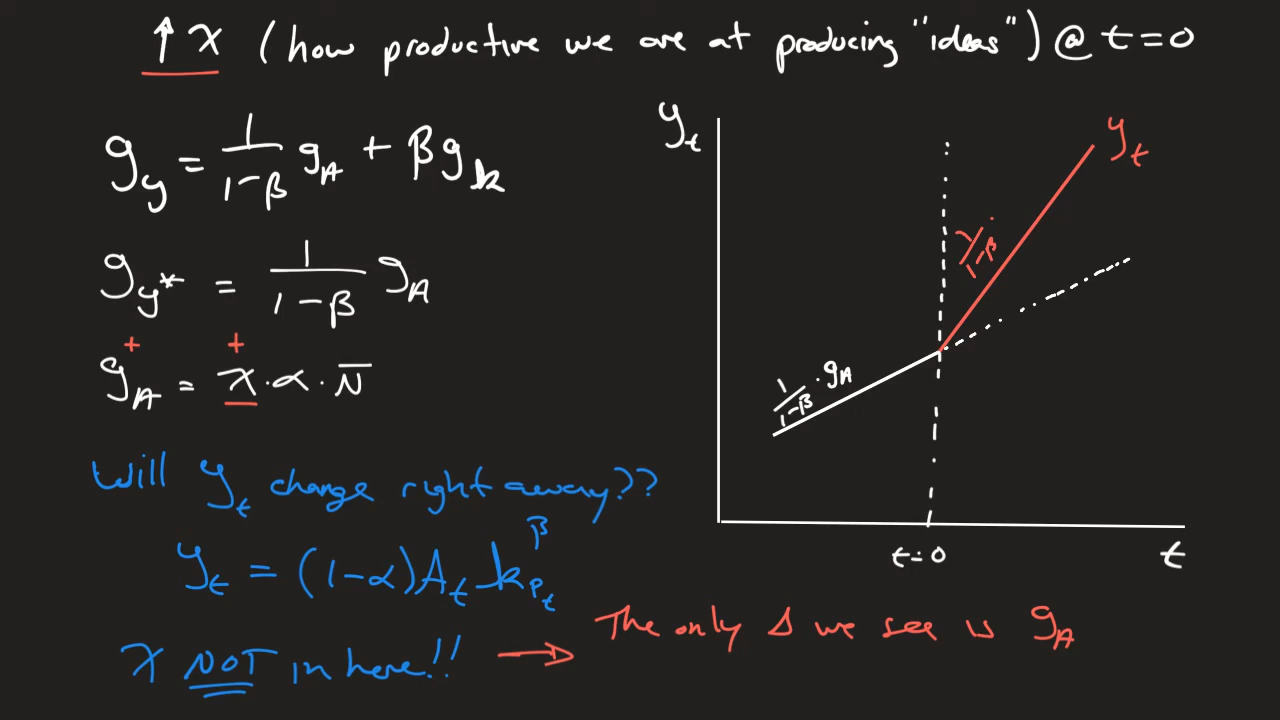 ↑ χ (how productive we are at producing "ideas") @ t=0
g_y = 1/(1-β) g_A + β g_k
g_y* = 1/(1-β) g_A
+ +
g_A = χ · α · N̄
Will y_t change right away??
y_t = (1-α) A_t k_{p_t}^β
χ NOT in here!! → The only Δ we see is g_A
y_t
y_t
1/(1-β) · g_A
t=0
t